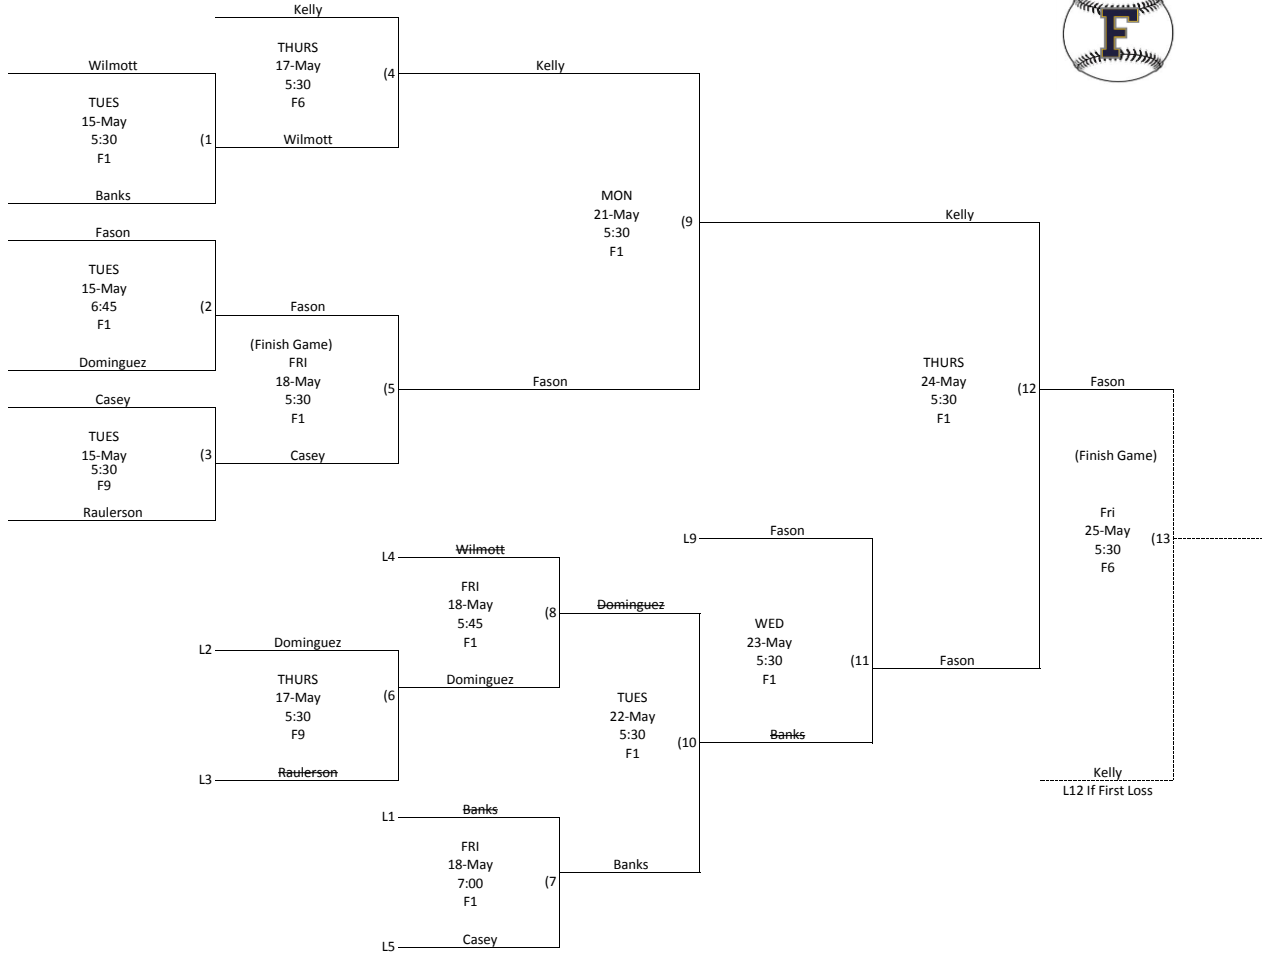 Kelly
THURS
17-May
5:30
F6
(4
Wilmott
Kelly
F
Wilmott
TUES
15-May
5:30
F1
(1
Banks
Fason
TUES
15-May
6:45
F1
(2
Dominguez
Fason
(Finish Game)
FRI
18-May
5:30
F1
(5
Casey
Casey
TUES
15-May
5:30
F9
(3
Raulerson
MON
21-May
5:30
F1
(9
Fason
Kelly
THURS
24-May
5:30
F1
(12
Fason
(Finish Game)
Fri
25-May
5:30
F6
(13
Kelly
L12 If First Loss
L4
Wilmott
FRI
18-May
5:45
F1
(8
Dominguez
L2
Dominguez
THURS
17-May
5:30
F9
(6
L3
Raulerson
Dominguez
TUES
22-May
5:30
F1
(10
L9
Fason
WED
23-May
5:30
F1
(11
Fason
Banks
L1
Banks
FRI
18-May
7:00
F1
(7
Banks
L5
Casey